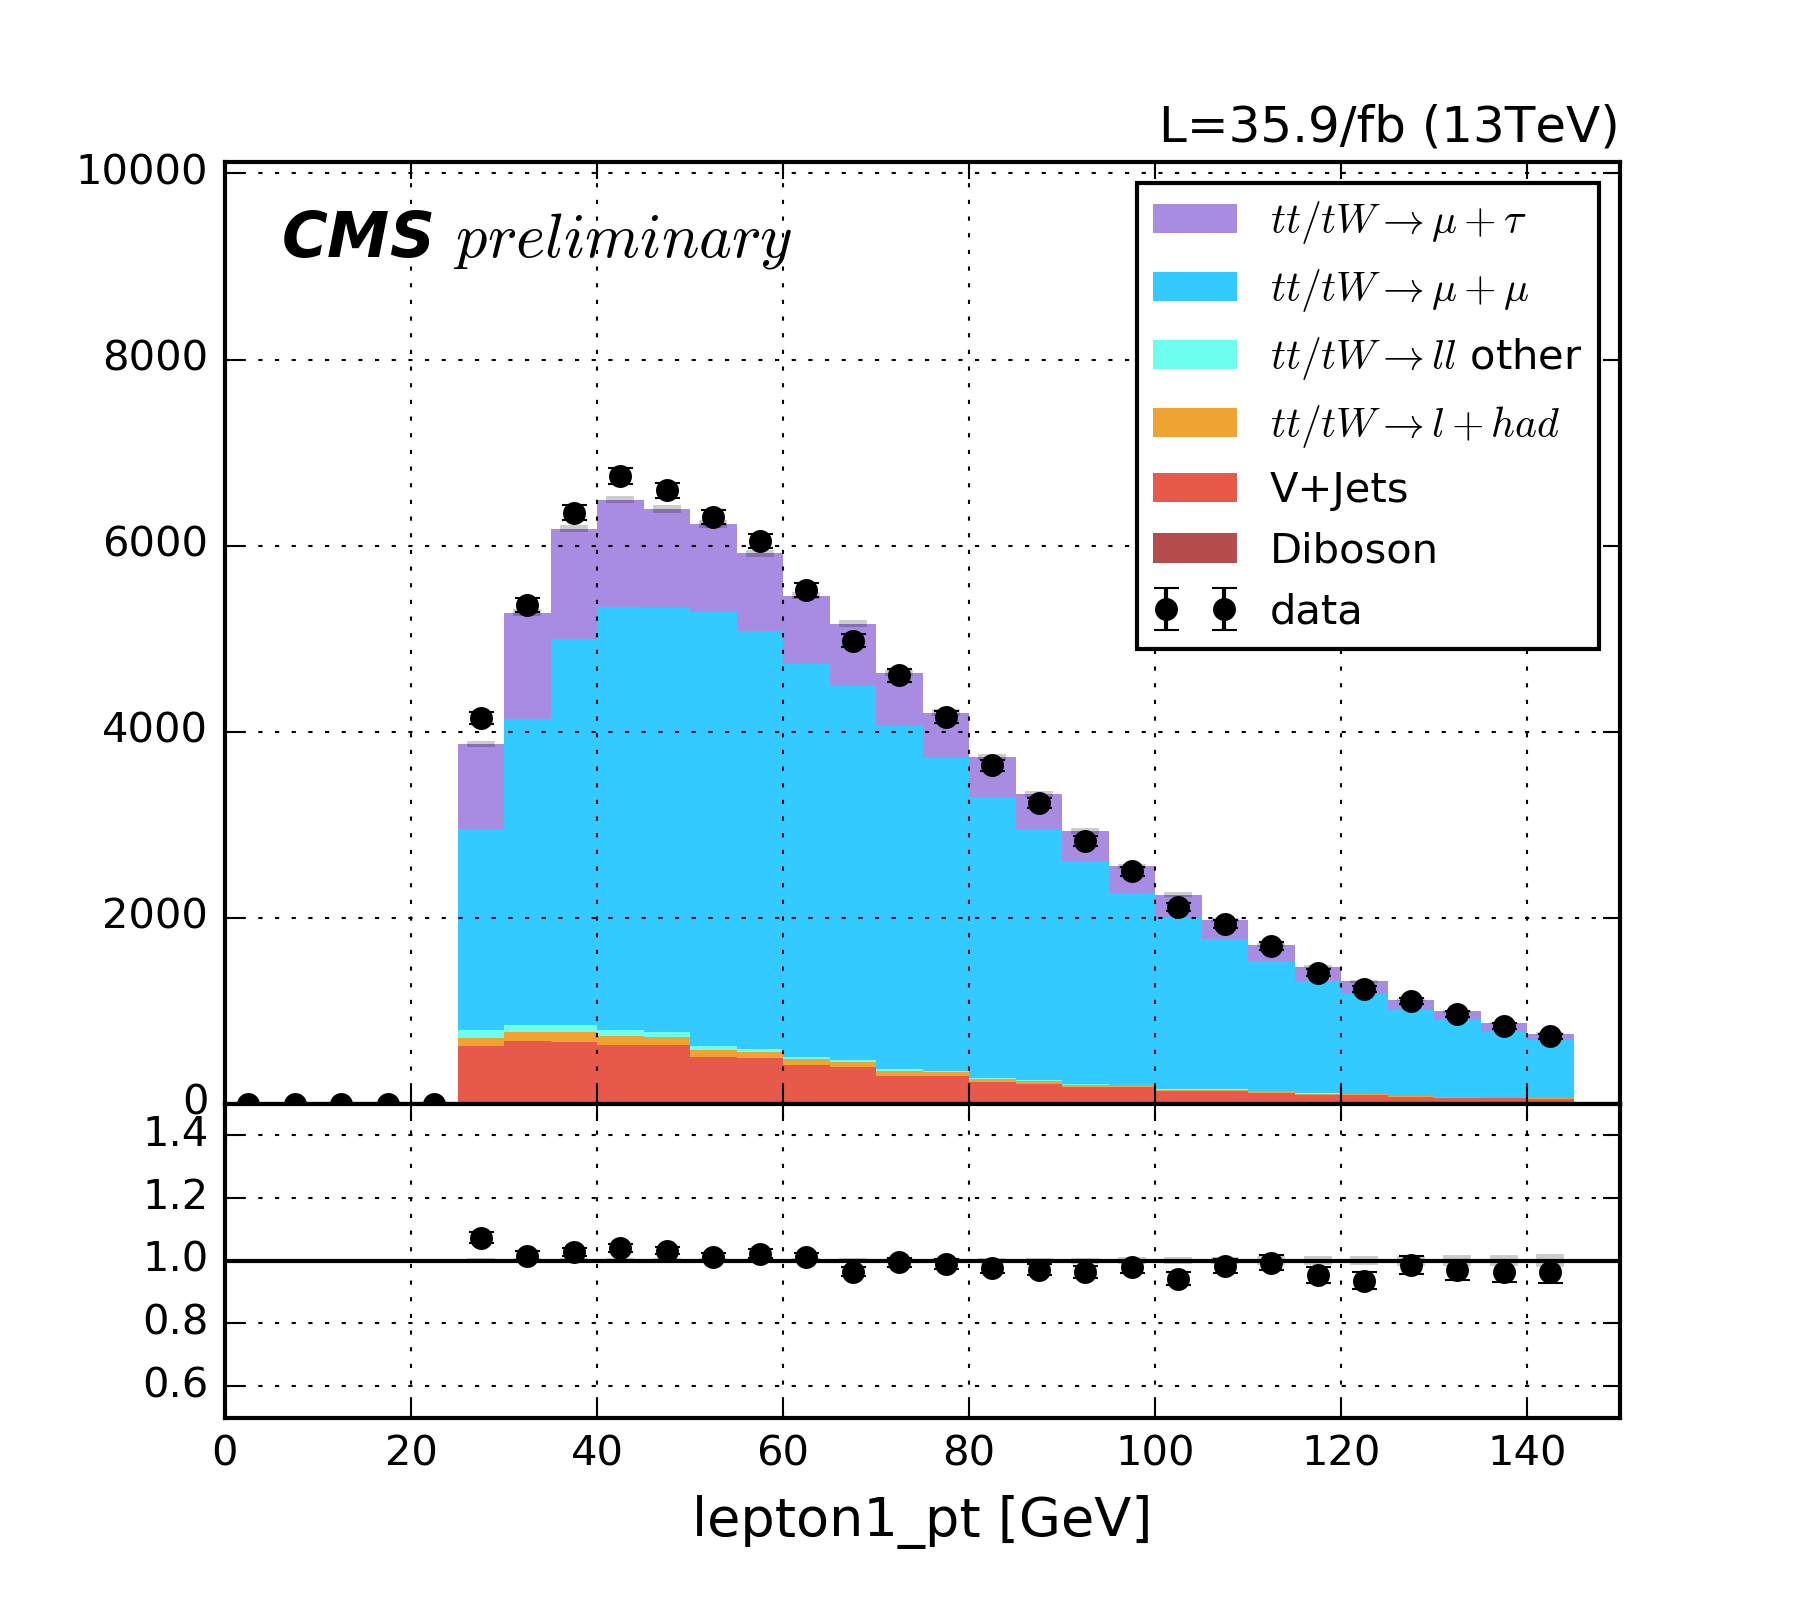 L=35.9/fb (13TeV)
CMS preliminary
10000
8000
6000
4000
2000
0
tt/tW→μ+τ
tt/tW→μ+μ
tt/tW→ll other
tt/tW→l+had
V+Jets
Diboson
data
1.4
1.2
1.0
0.8
0.6
0 20 40 60 80 100 120 140
lepton1_pt [GeV]